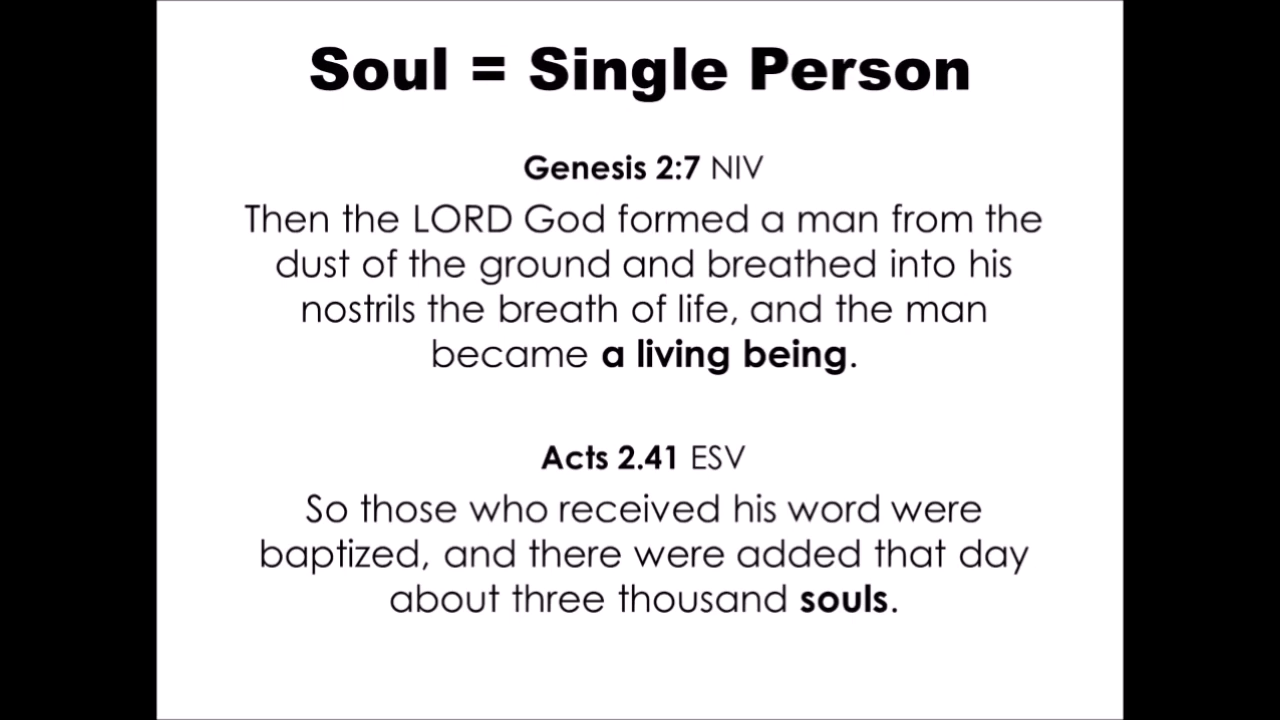 Soul = Single Person
Genesis 2:7 NIV
Then the LORD God formed a man from the
dust of the ground and breathed into his
nostrils the breath of life, and the man
became a living being.
Acts 2.41 ESV
So those who received his word were
baptized, and there were added that day
about three thousand souls.